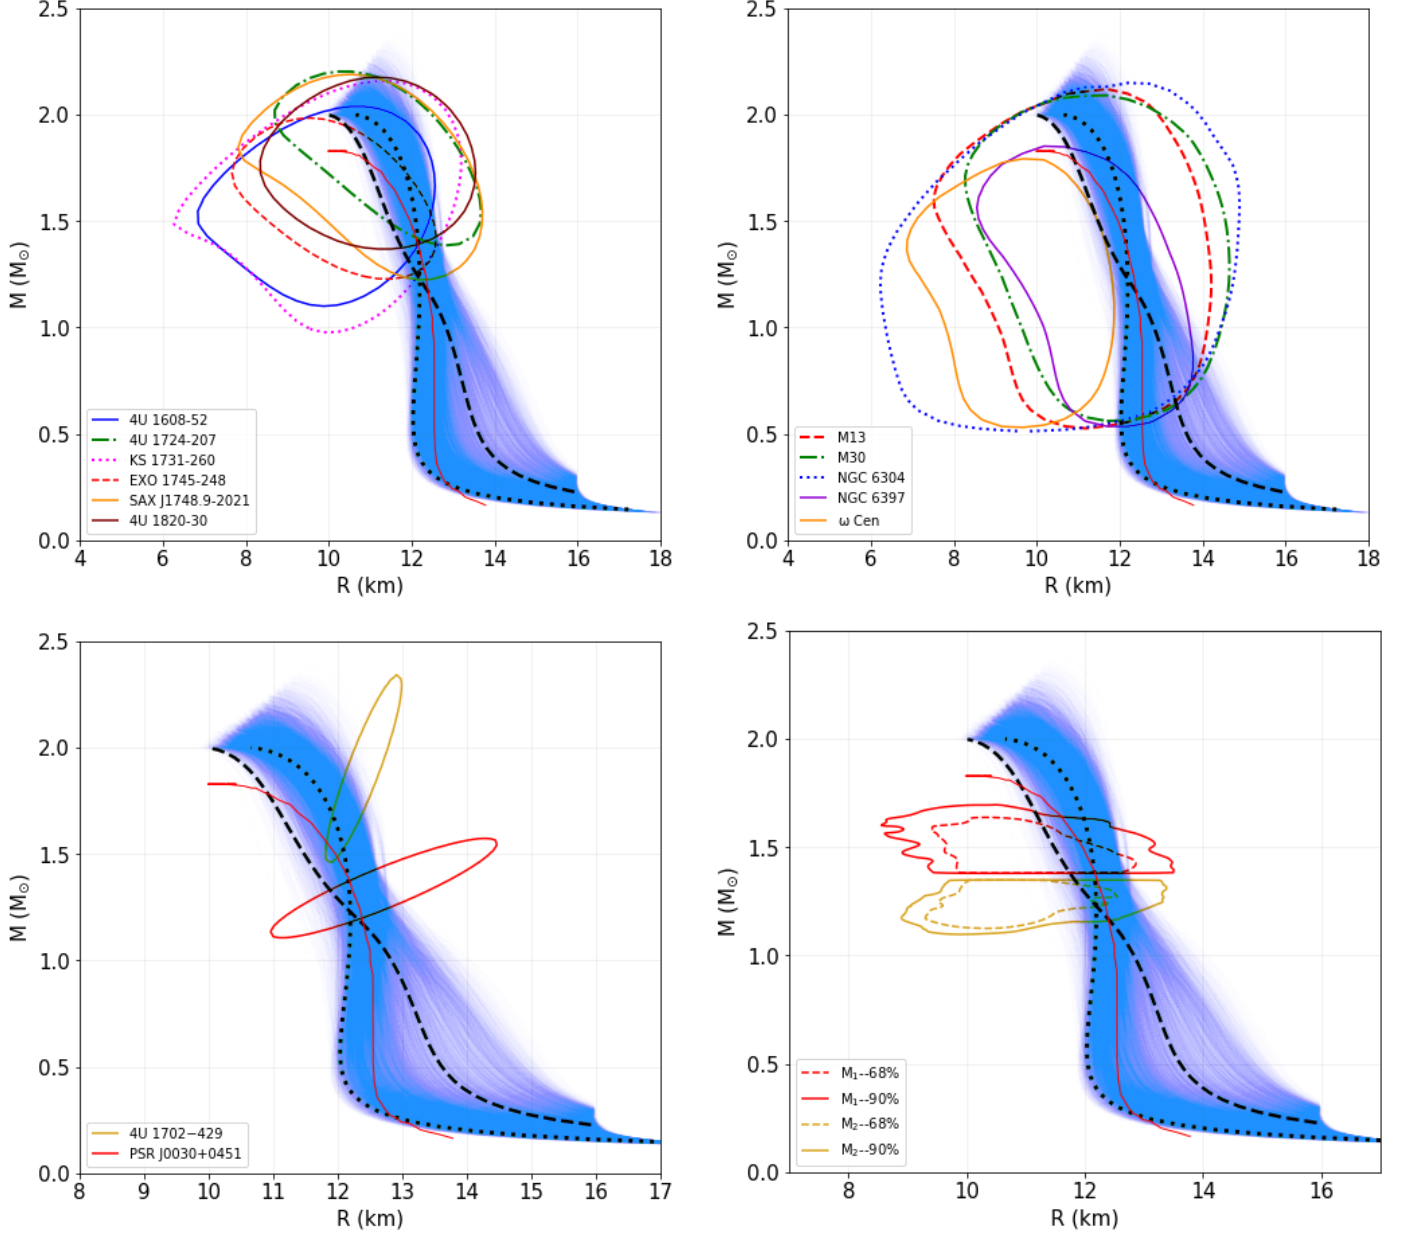 2.5
2.0
1.5
1.0
0.5
0.0
M (M⊙)
4U 1608-52
4U 1724-207
KS 1731-260
EXO 1745-248
SAX J1748.9-2021
4U 1820-30
4 6 8 10 12 14 16 18
R (km)
2.5
2.0
1.5
1.0
0.5
0.0
M (M⊙)
M13
M30
NGC 6304
NGC 6397
ω Cen
4 6 8 10 12 14 16 18
R (km)
2.5
2.0
1.5
1.0
0.5
0.0
M (M⊙)
4U 1702−429
PSR J0030+0451
8 9 10 11 12 13 14 15 16 17
R (km)
2.5
2.0
1.5
1.0
0.5
0.0
M (M⊙)
M₁--68%
M₁--90%
M₂--68%
M₂--90%
8 10 12 14 16
R (km)